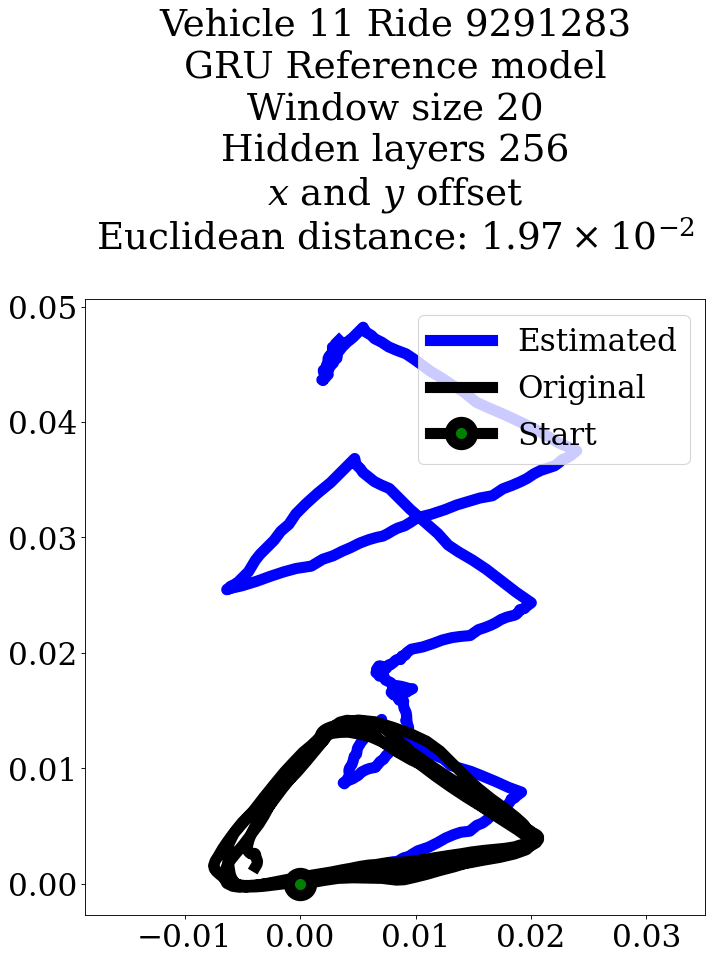 Vehicle 11 Ride 9291283
GRU Reference model
Window size 20
Hidden layers 256
x and y offset
Euclidean distance: 1.97 × 10⁻²
0.05
Estimated
Original
0.04
Start
0.03
0.02
0.01
0.00
−0.01 0.00 0.01 0.02 0.03